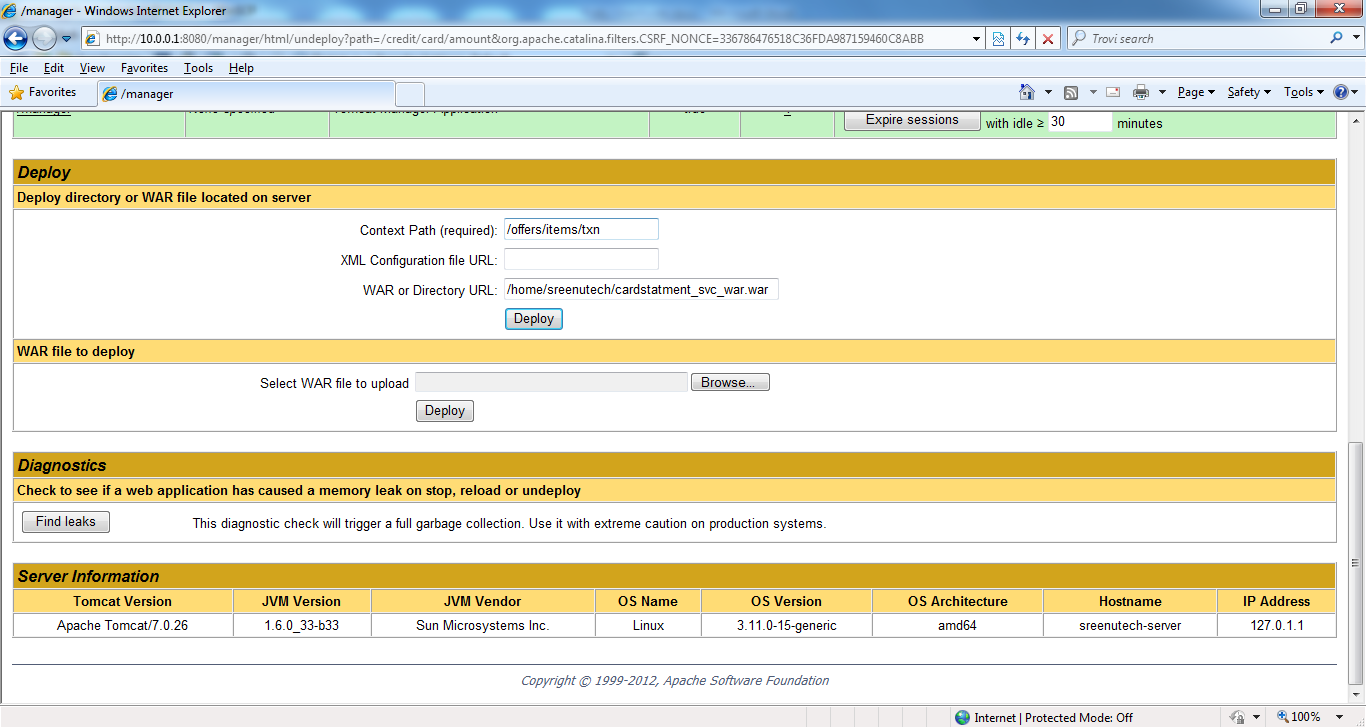 /manager - Windows Internet Explorer
http://10.0.0.1:8080/manager/html/undeploy?path=/credit/card/amount&org.apache.catalina.filters.CSRF_NONCE=336786476518C36FDA987159460C8ABB
Trovi search
File Edit View Favorites Tools Help
Favorites /manager Page Safety Tools
/manager None specified Tomcat Manager Application true
Expire sessions with idle ≥ 30 minutes
Deploy
Deploy directory or WAR file located on server
Context Path (required): /offers/items/txn
XML Configuration file URL:
WAR or Directory URL: /home/sreenutech/cardstatment_svc_war.war
Deploy
WAR file to deploy
Select WAR file to upload Browse...
Deploy
Diagnostics
Check to see if a web application has caused a memory leak on stop, reload or undeploy
Find leaks This diagnostic check will trigger a full garbage collection. Use it with extreme caution on production systems.
Server Information
Tomcat Version JVM Version JVM Vendor OS Name OS Version OS Architecture Hostname IP Address
Apache Tomcat/7.0.26 1.6.0_33-b33 Sun Microsystems Inc. Linux 3.11.0-15-generic amd64 sreenutech-server 127.0.1.1
Copyright © 1999-2012, Apache Software Foundation
Internet | Protected Mode: Off 100%